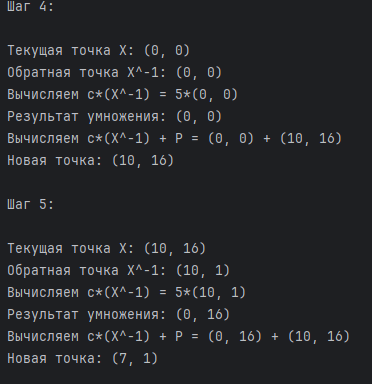 Шаг 4:
Текущая точка X: (0, 0)
Обратная точка X^-1: (0, 0)
Вычисляем c*(X^-1) = 5*(0, 0)
Результат умножения: (0, 0)
Вычисляем c*(X^-1) + P = (0, 0) + (10, 16)
Новая точка: (10, 16)
Шаг 5:
Текущая точка X: (10, 16)
Обратная точка X^-1: (10, 1)
Вычисляем c*(X^-1) = 5*(10, 1)
Результат умножения: (0, 16)
Вычисляем c*(X^-1) + P = (0, 16) + (10, 16)
Новая точка: (7, 1)